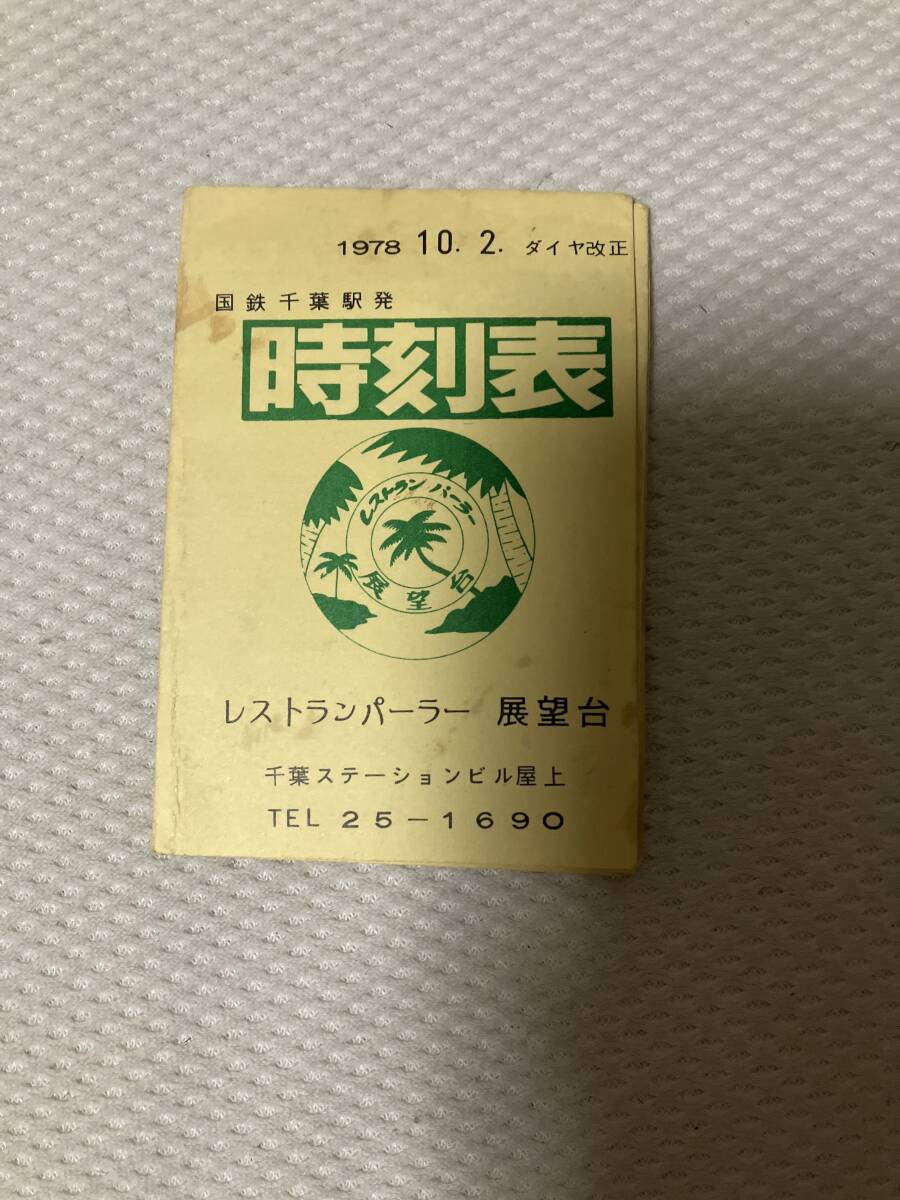 1978 10. 2. ダイヤ改正
国鉄千葉駅発
時刻表
レストランパーラー
展望台
レストランパーラー 展望台
千葉ステーションビル屋上
TEL 25-1690